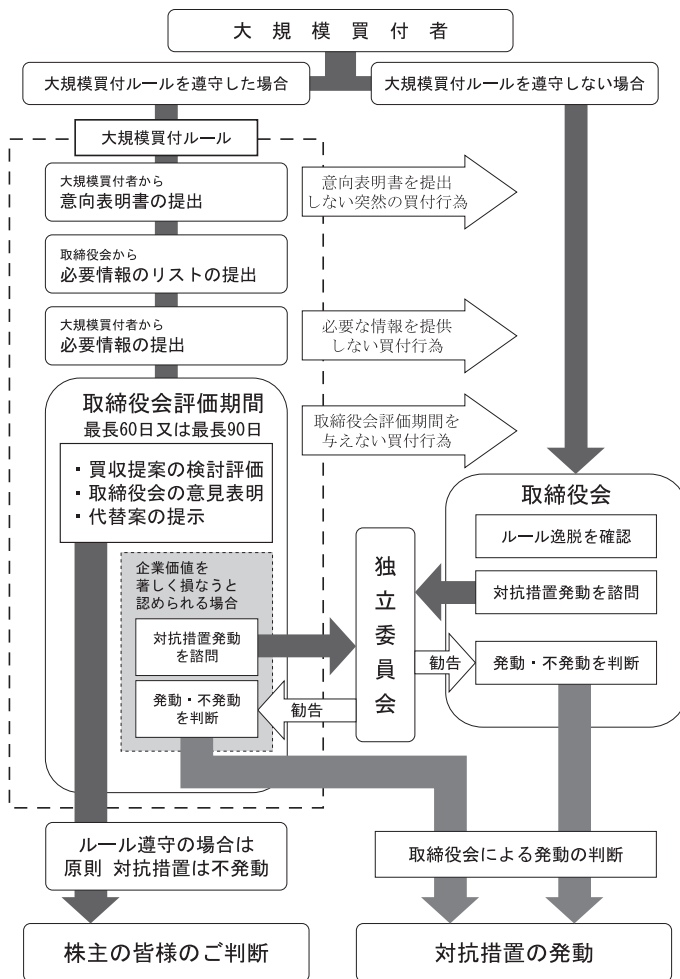 大規模買付者
大規模買付ルールを遵守した場合
大規模買付ルールを遵守しない場合
大規模買付ルール
大規模買付者から
意向表明書の提出
意向表明書を提出
しない突然の買付行為
取締役会から
必要情報のリストの提出
大規模買付者から
必要情報の提出
必要な情報を提供
しない買付行為
取締役会評価期間
最長60日又は最長90日
・買収提案の検討評価
・取締役会の意見表明
・代替案の提示
取締役会評価期間を
与えない買付行為
企業価値を
著しく損なうと
認められる場合
対抗措置発動
を諮問
発動・不発動
を判断
独立委員会
勧告
勧告
取締役会
ルール逸脱を確認
対抗措置発動を諮問
発動・不発動を判断
ルール遵守の場合は
原則 対抗措置は不発動
取締役会による発動の判断
株主の皆様のご判断
対抗措置の発動